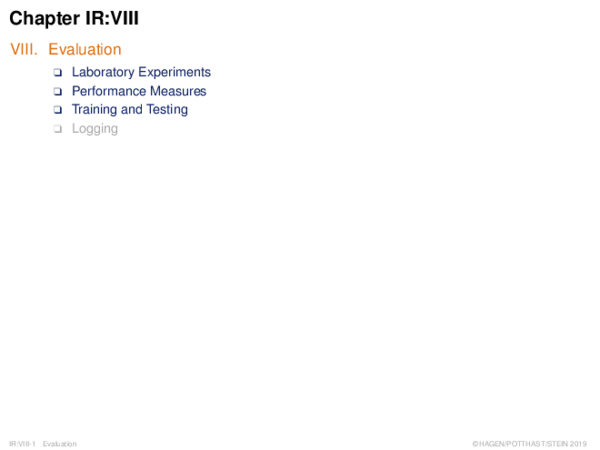 Chapter IR:VIII
VIII. Evaluation
❑ Laboratory Experiments
❑ Performance Measures
❑ Training and Testing
❑ Logging
IR:VIII-1 Evaluation ©HAGEN/POTTHAST/STEIN 2019